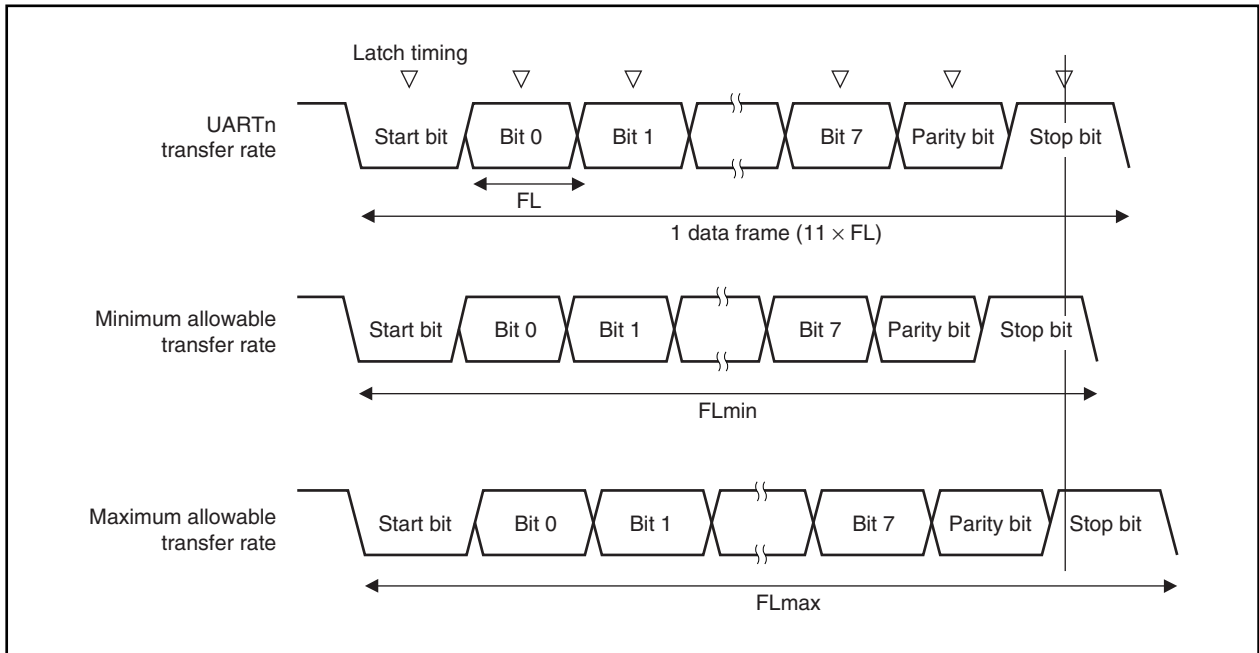 Latch timing
UARTn
transfer rate
Start bit
Bit 0
Bit 1
Bit 7
Parity bit
Stop bit
FL
1 data frame (11 × FL)
Minimum allowable
transfer rate
Start bit
Bit 0
Bit 1
Bit 7
Parity bit
Stop bit
FLmin
Maximum allowable
transfer rate
Start bit
Bit 0
Bit 1
Bit 7
Parity bit
Stop bit
FLmax